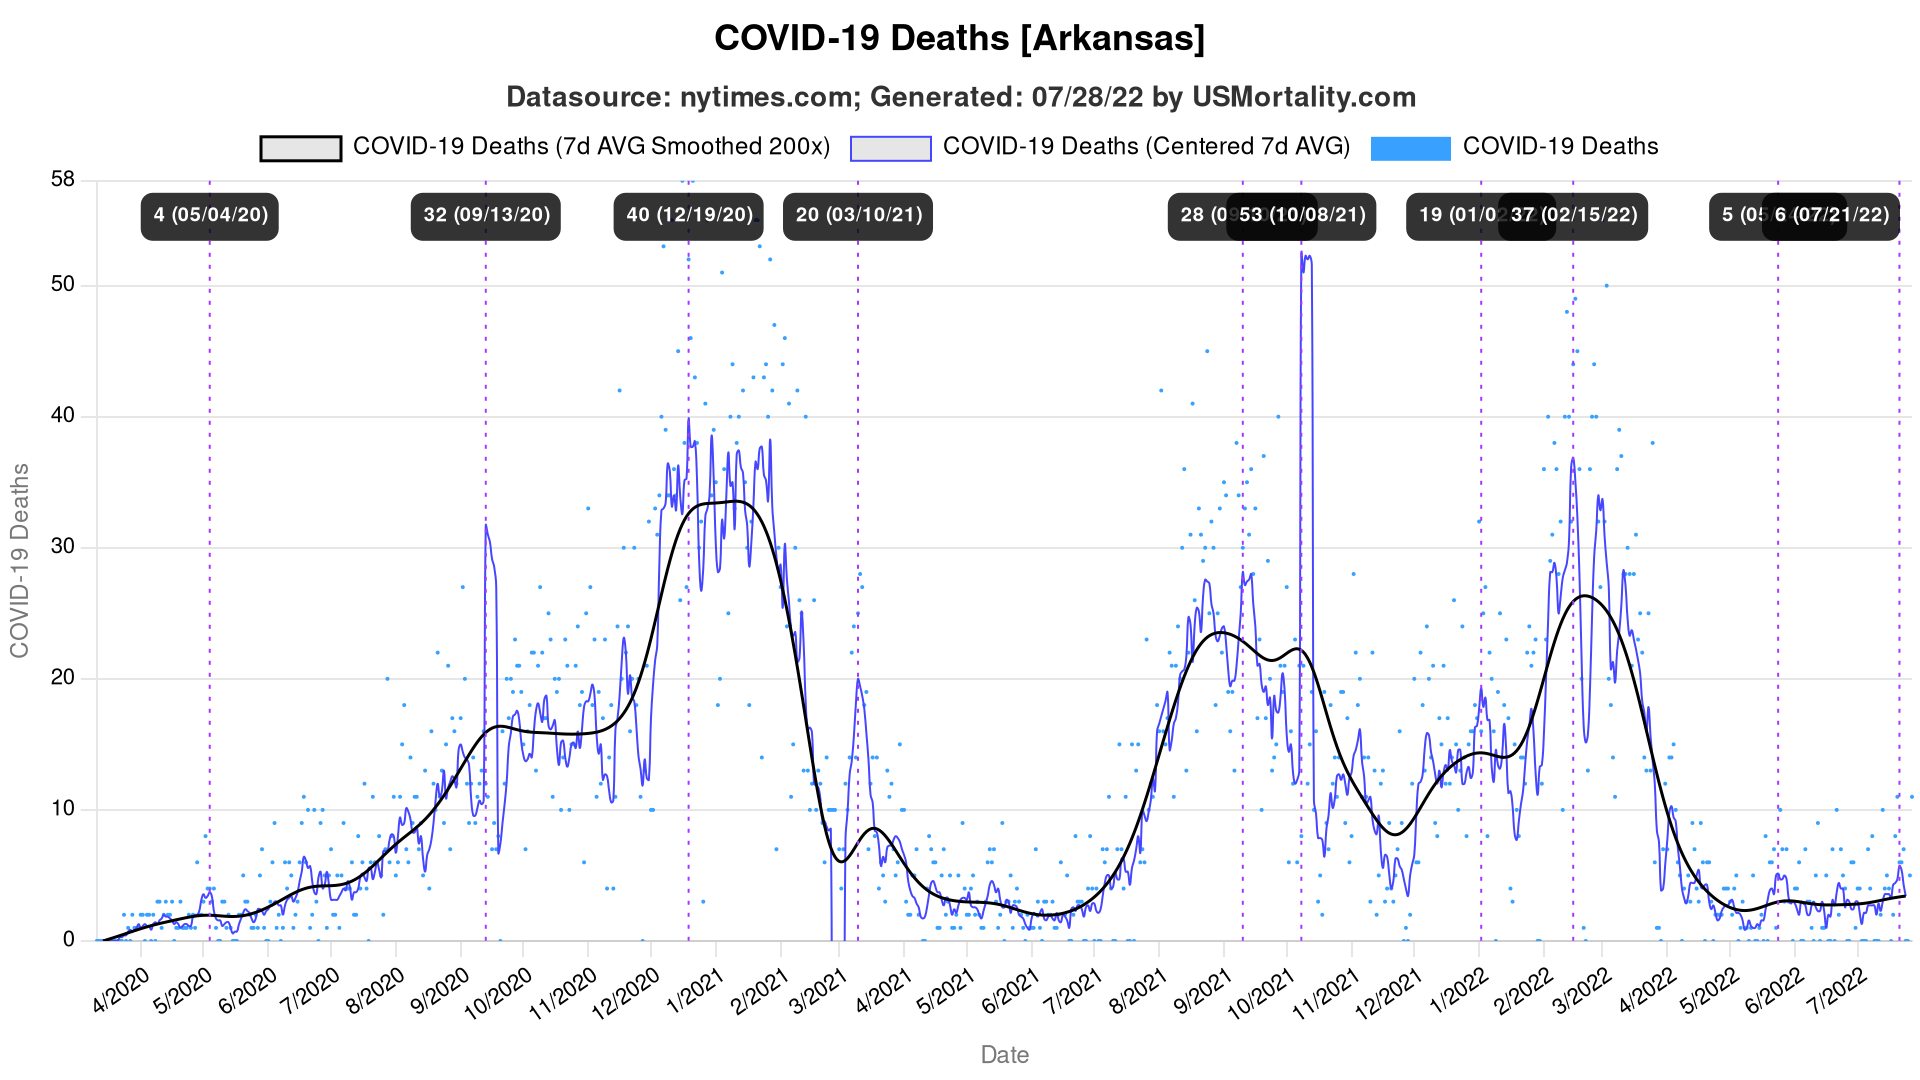 COVID-19 Deaths [Arkansas]
Datasource: nytimes.com; Generated: 07/28/22 by USMortality.com
COVID-19 Deaths (7d AVG Smoothed 200x) COVID-19 Deaths (Centered 7d AVG) COVID-19 Deaths
58
4 (05/04/20) 32 (09/13/20) 40 (12/19/20) 20 (03/10/21) 28 53 (10/08/21) 19 37 (02/15/22) 5 6 (07/21/22)
50
40
30
20
10
0
COVID-19 Deaths
4/2020 5/2020 6/2020 7/2020 8/2020 9/2020 10/2020 11/2020 12/2020 1/2021 2/2021 3/2021 4/2021 5/2021 6/2021 7/2021 8/2021 9/2021 10/2021 11/2021 12/2021 1/2022 2/2022 3/2022 4/2022 5/2022 6/2022 7/2022
Date